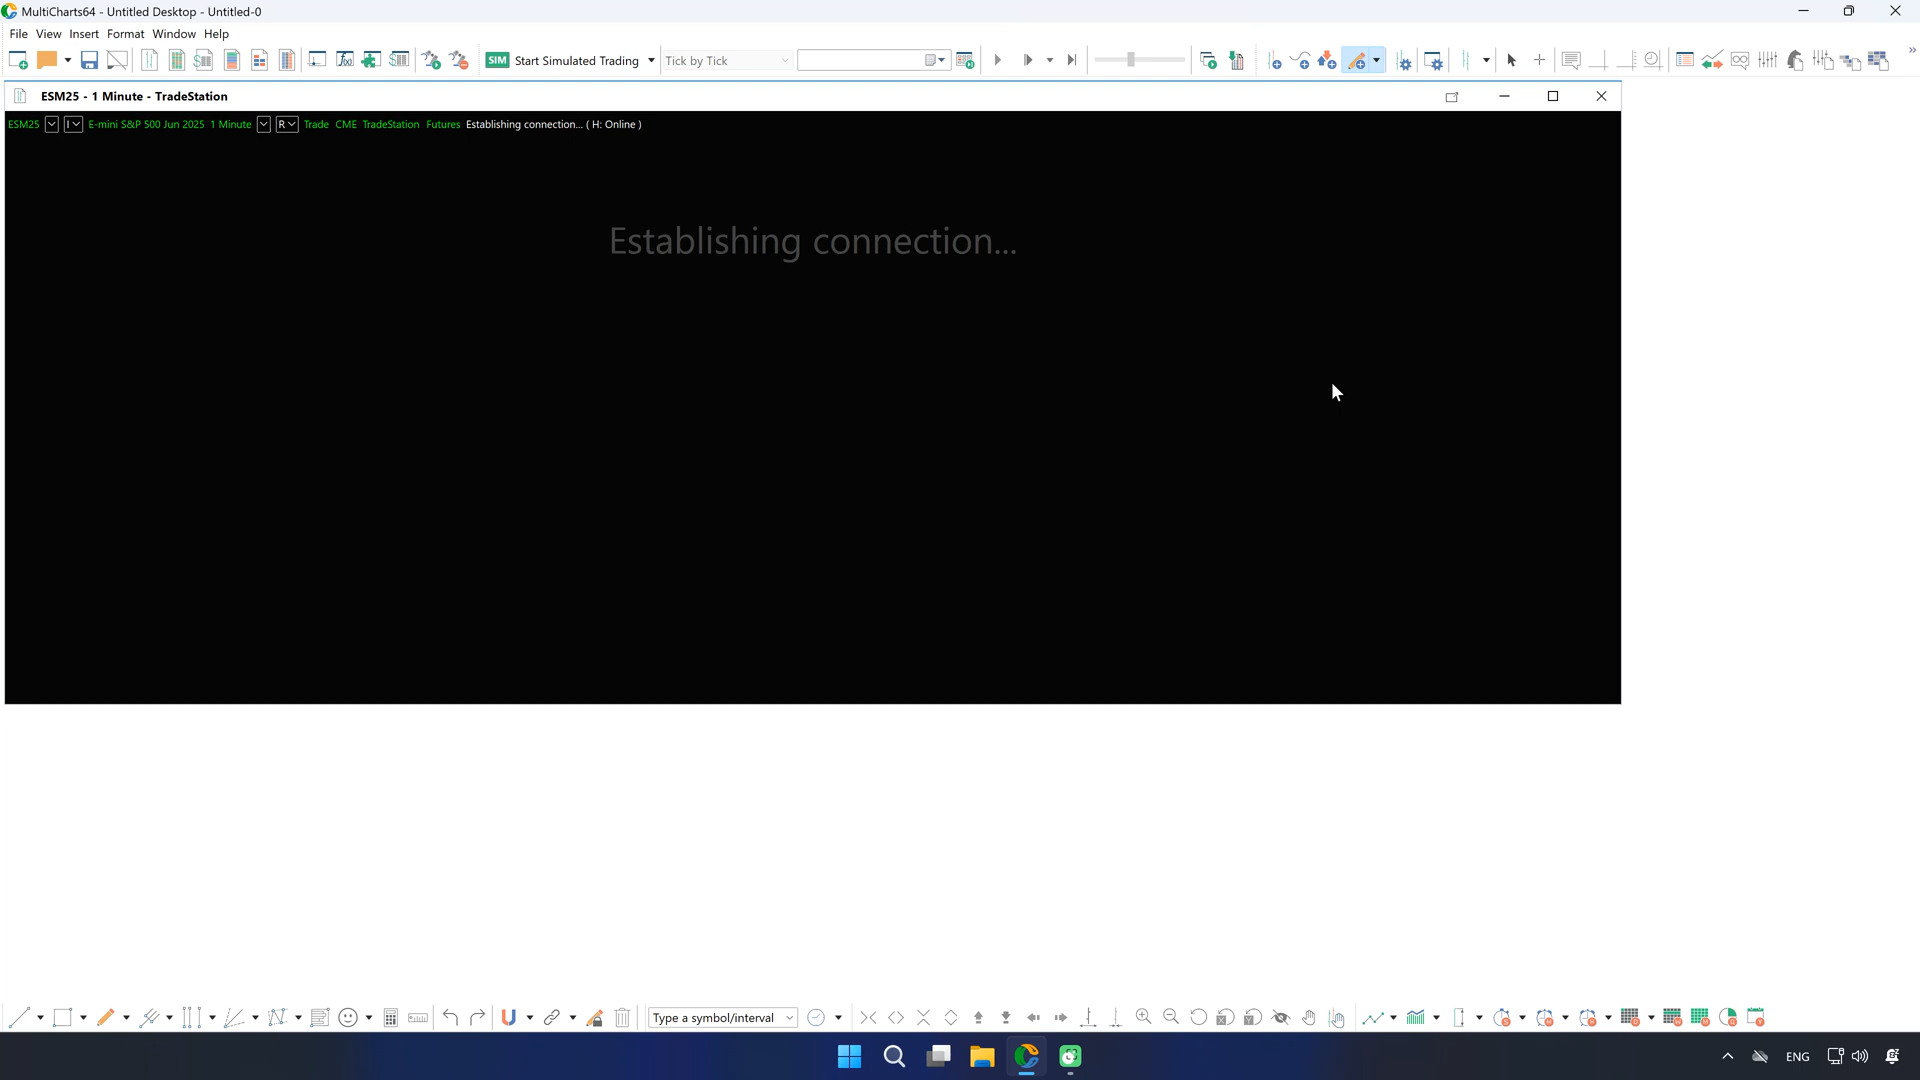 MultiCharts64 - Untitled Desktop - Untitled-0
File View Insert Format Window Help
SIM Start Simulated Trading Tick by Tick
ESM25 - 1 Minute - TradeStation
ESM25 I E-mini S&P 500 Jun 2025 1 Minute R Trade CME TradeStation Futures Establishing connection... ( H: Online )
Establishing connection...
Type a symbol/interval
ENG